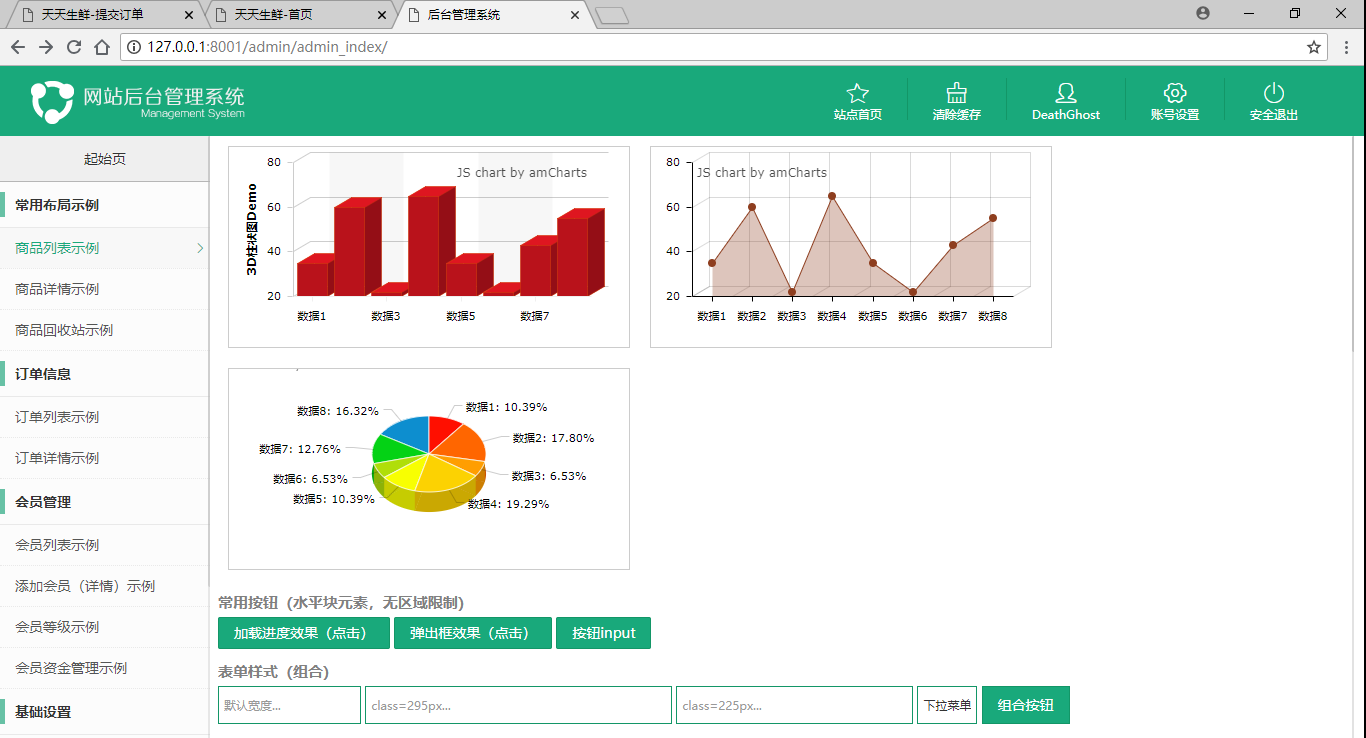 天天生鲜-提交订单
天天生鲜-首页
后台管理系统
127.0.0.1:8001/admin/admin_index/
网站后台管理系统
Management System
站点首页
清除缓存
DeathGhost
账号设置
安全退出
起始页
常用布局示例
商品列表示例
商品详情示例
商品回收站示例
订单信息
订单列表示例
订单详情示例
会员管理
会员列表示例
添加会员（详情）示例
会员等级示例
会员资金管理示例
基础设置
JS chart by amCharts
3D柱状图Demo
80
60
40
20
数据1 数据3 数据5 数据7
JS chart by amCharts
80
60
40
20
数据1 数据2 数据3 数据4 数据5 数据6 数据7 数据8
数据8: 16.32%
数据1: 10.39%
数据2: 17.80%
数据7: 12.76%
数据3: 6.53%
数据6: 6.53%
数据5: 10.39%
数据4: 19.29%
常用按钮（水平块元素，无区域限制）
加载进度效果（点击） 弹出框效果（点击） 按钮input
表单样式（组合）
默认宽度... class=295px... class=225px... 下拉菜单 组合按钮